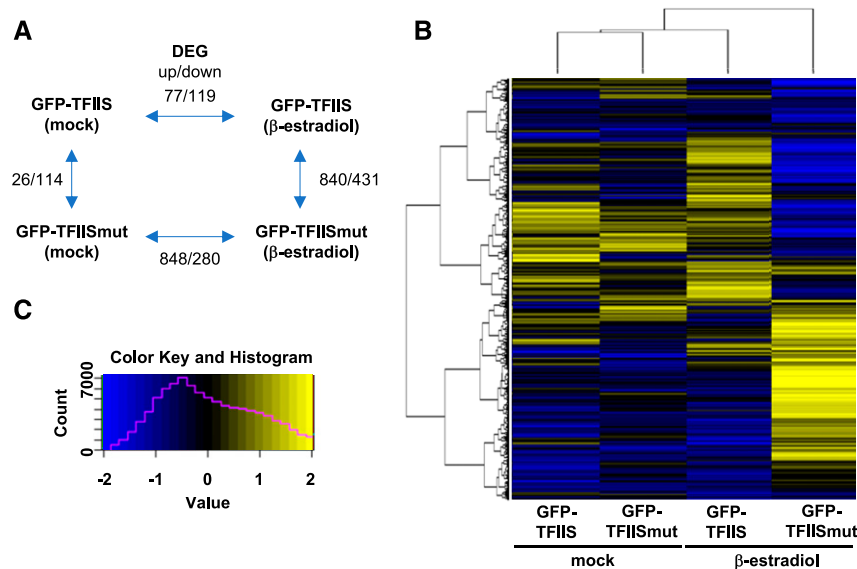 A
DEG
up/down
77/119
GFP-TFIIS
(mock)
GFP-TFIIS
(β-estradiol)
26/114
840/431
GFP-TFIISmut
(mock)
GFP-TFIISmut
(β-estradiol)
848/280
C
Color Key and Histogram
Count
7000
0
-2 -1 0 1 2
Value
B
GFP-
TFIIS
GFP-
TFIISmut
GFP-
TFIIS
GFP-
TFIISmut
mock
β-estradiol